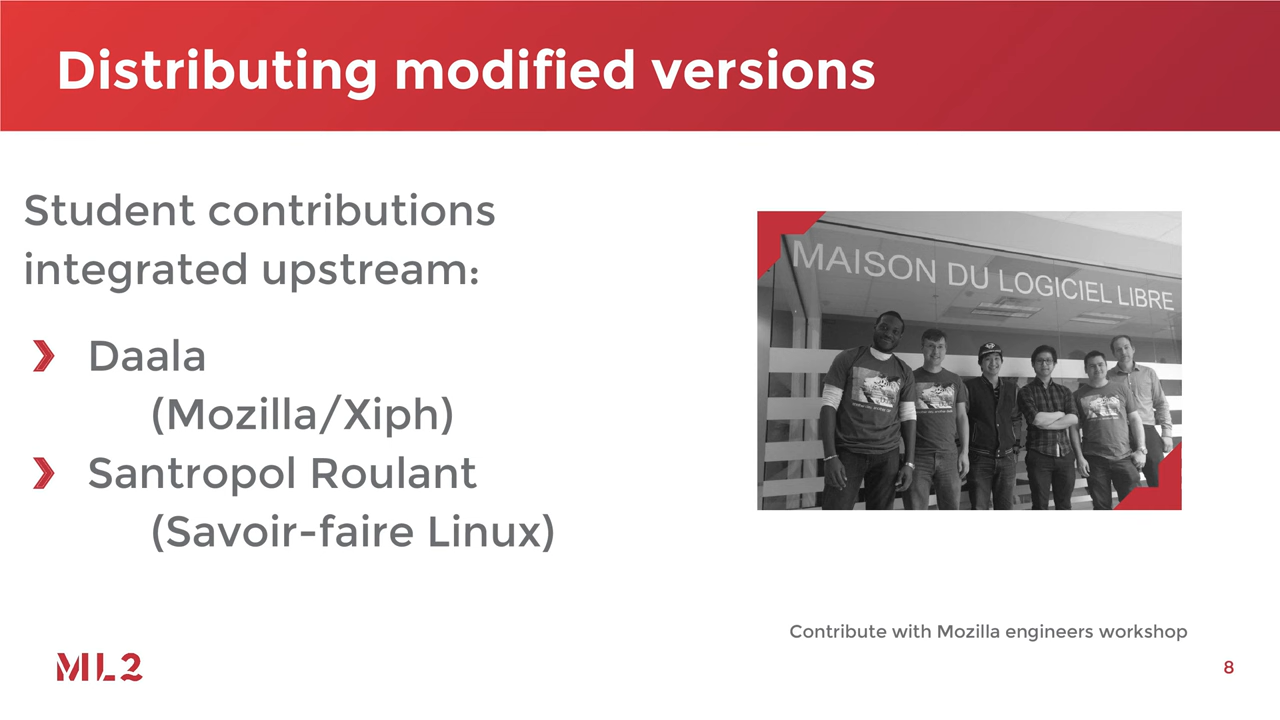 Distributing modified versions
Student contributions
integrated upstream:
Daala
(Mozilla/Xiph)
Santropol Roulant
(Savoir-faire Linux)
MAISON DU LOGICIEL LIBRE
Contribute with Mozilla engineers workshop
ML2
8